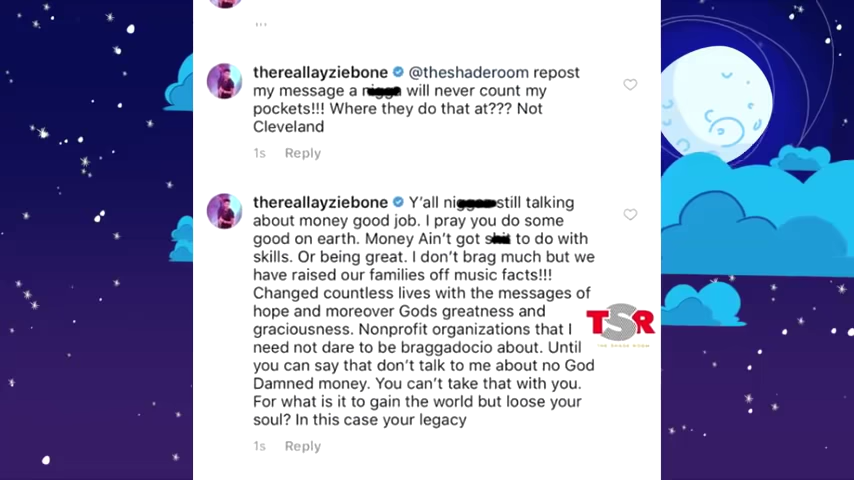 ...
thereallayziebone @theshaderoom repost
my message a will never count my
pockets!!! Where they do that at??? Not
Cleveland
1s Reply
thereallayziebone Y'all still talking
about money good job. I pray you do some
good on earth. Money Ain't got to do with
skills. Or being great. I don't brag much but we
have raised our families off music facts!!!
Changed countless lives with the messages of
hope and moreover Gods greatness and
graciousness. Nonprofit organizations that I
need not dare to be braggadocio about. Until
you can say that don't talk to me about no God
Damned money. You can't take that with you.
For what is it to gain the world but loose your
soul? In this case your legacy
1s Reply
TSR
THE SHADE ROOM